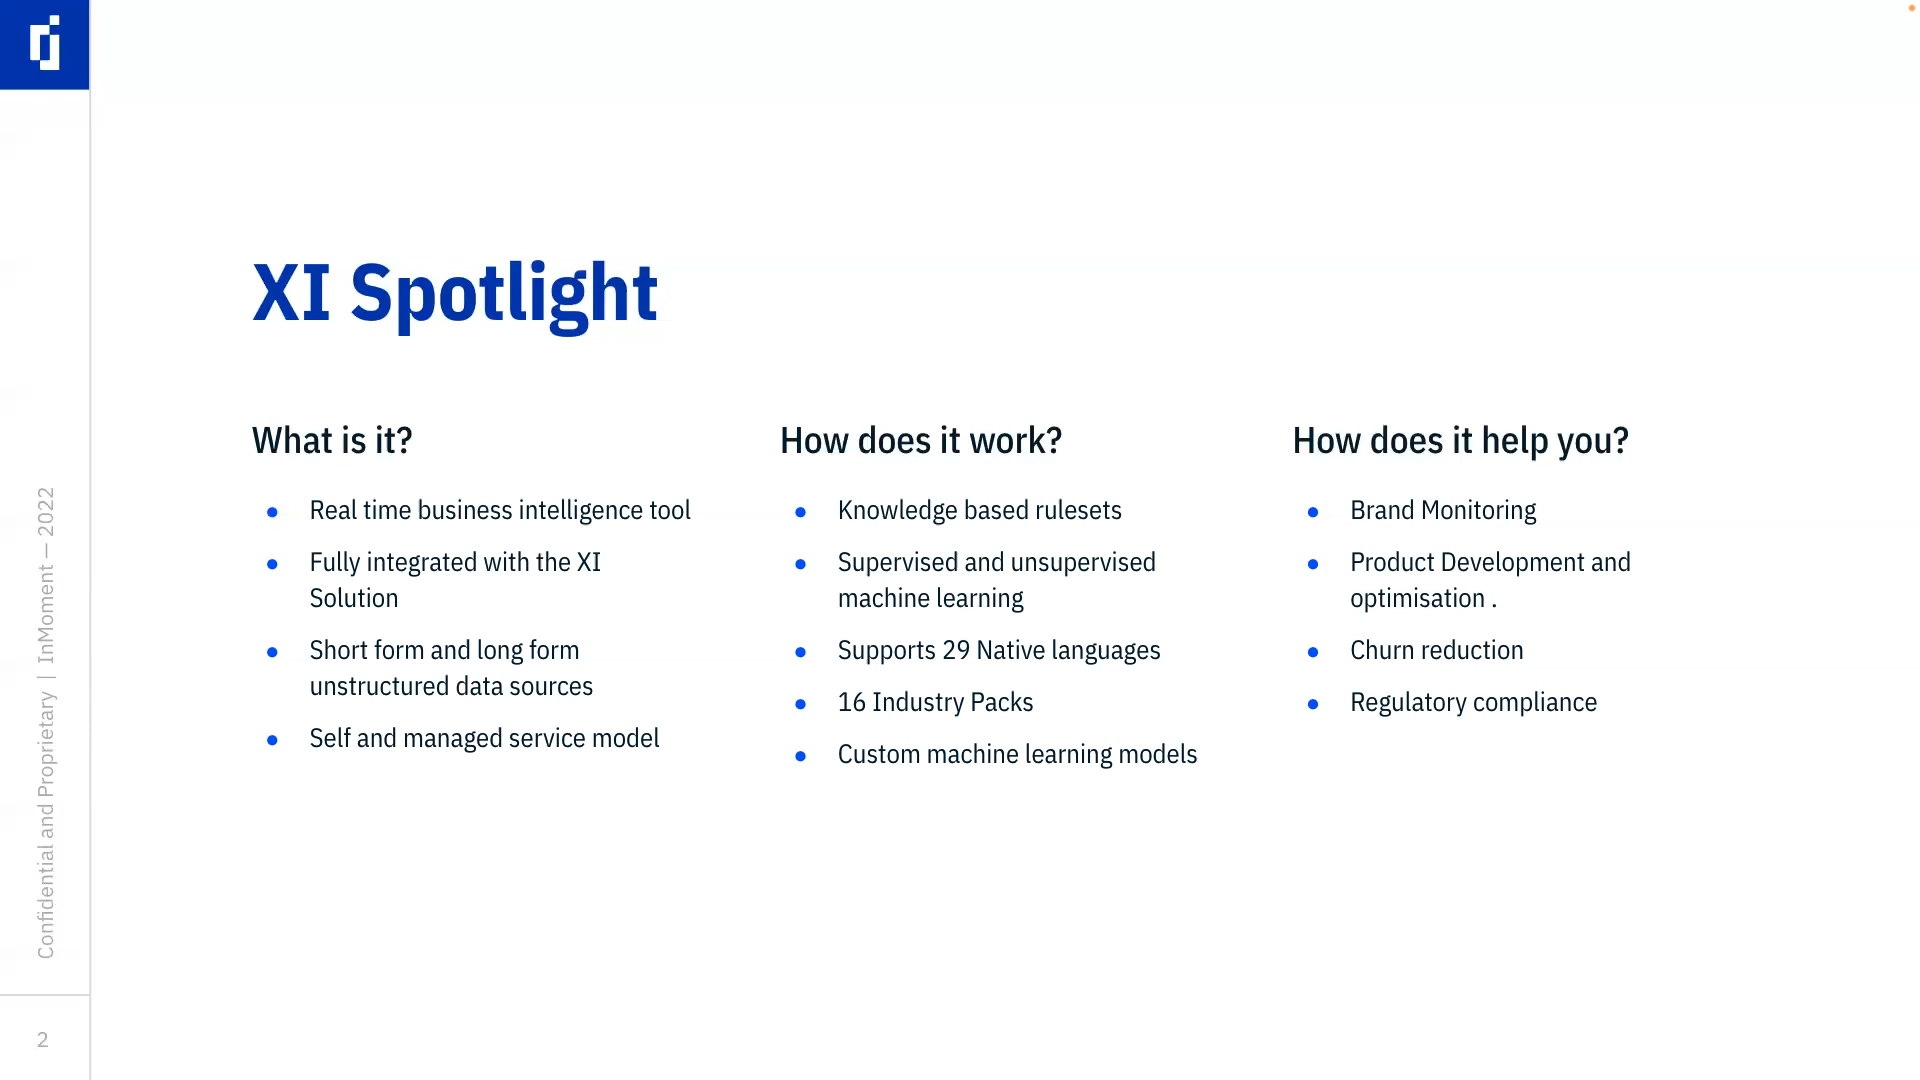 XI Spotlight
What is it?
● Real time business intelligence tool
● Fully integrated with the XI
Solution
● Short form and long form
unstructured data sources
● Self and managed service model
How does it work?
● Knowledge based rulesets
● Supervised and unsupervised
machine learning
● Supports 29 Native languages
● 16 Industry Packs
● Custom machine learning models
How does it help you?
● Brand Monitoring
● Product Development and
optimisation .
● Churn reduction
● Regulatory compliance
Confidential and Proprietary | InMoment — 2022
2